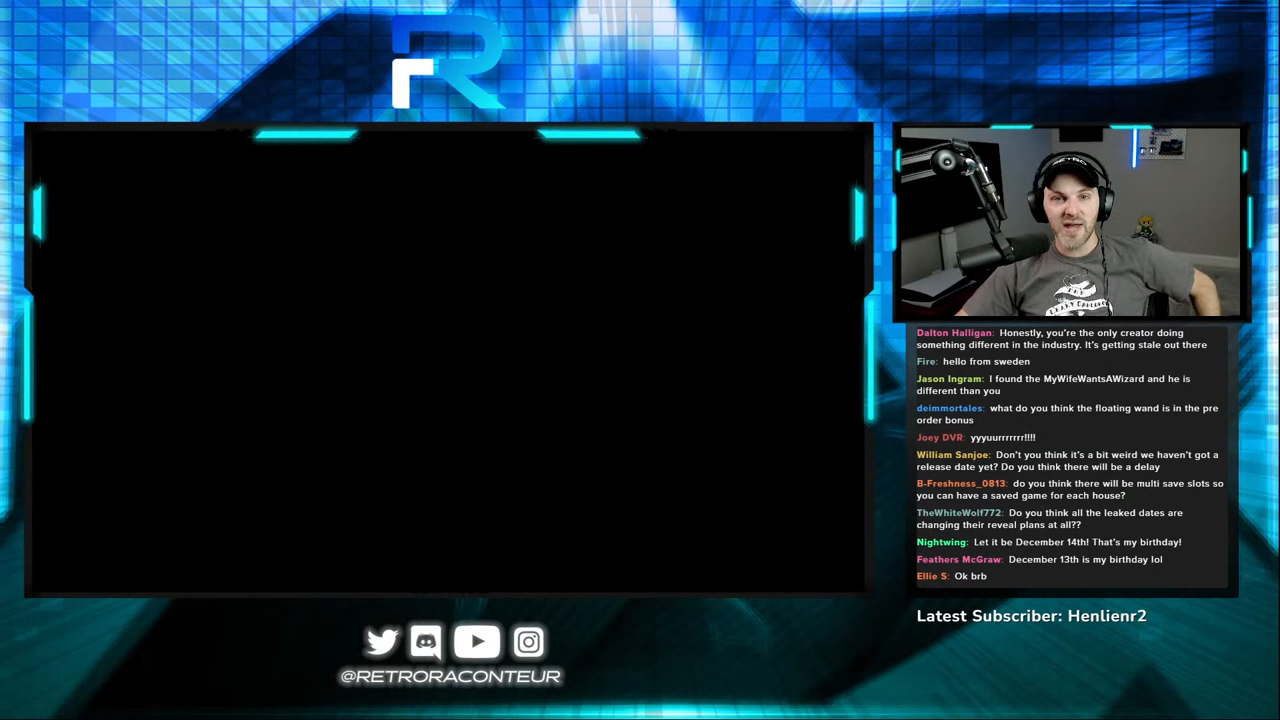 RETRO
Dalton Halligan: Honestly, you're the only creator doing
something different in the industry. It's getting stale out there
Fire: hello from sweden
Jason Ingram: I found the MyWifeWantsAWizard and he is
different than you
deimmortales: what do you think the floating wand is in the pre
order bonus
Joey DVR: yyyuurrrrrrr!!!!
William Sanjoe: Don't you think it's a bit weird we haven't got a
release date yet? Do you think there will be a delay
B-Freshness_0813: do you think there will be multi save slots so
you can have a saved game for each house?
TheWhiteWolf772: Do you think all the leaked dates are
changing their reveal plans at all??
Nightwing: Let it be December 14th! That's my birthday!
Feathers McGraw: December 13th is my birthday lol
Ellie S: Ok brb
Latest Subscriber: Henlienr2
@RETRORACONTEUR